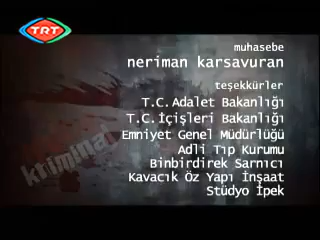 TRT
muhasebe
neriman karsavuran
teşekkürler
T.C. Adalet Bakanlığı
T.C. İçişleri Bakanlığı
Emniyet Genel Müdürlüğü
Adli Tıp Kurumu
Binbirdirek Sarnıcı
Kavacık Öz Yapı İnşaat
Stüdyo İpek
kriminal